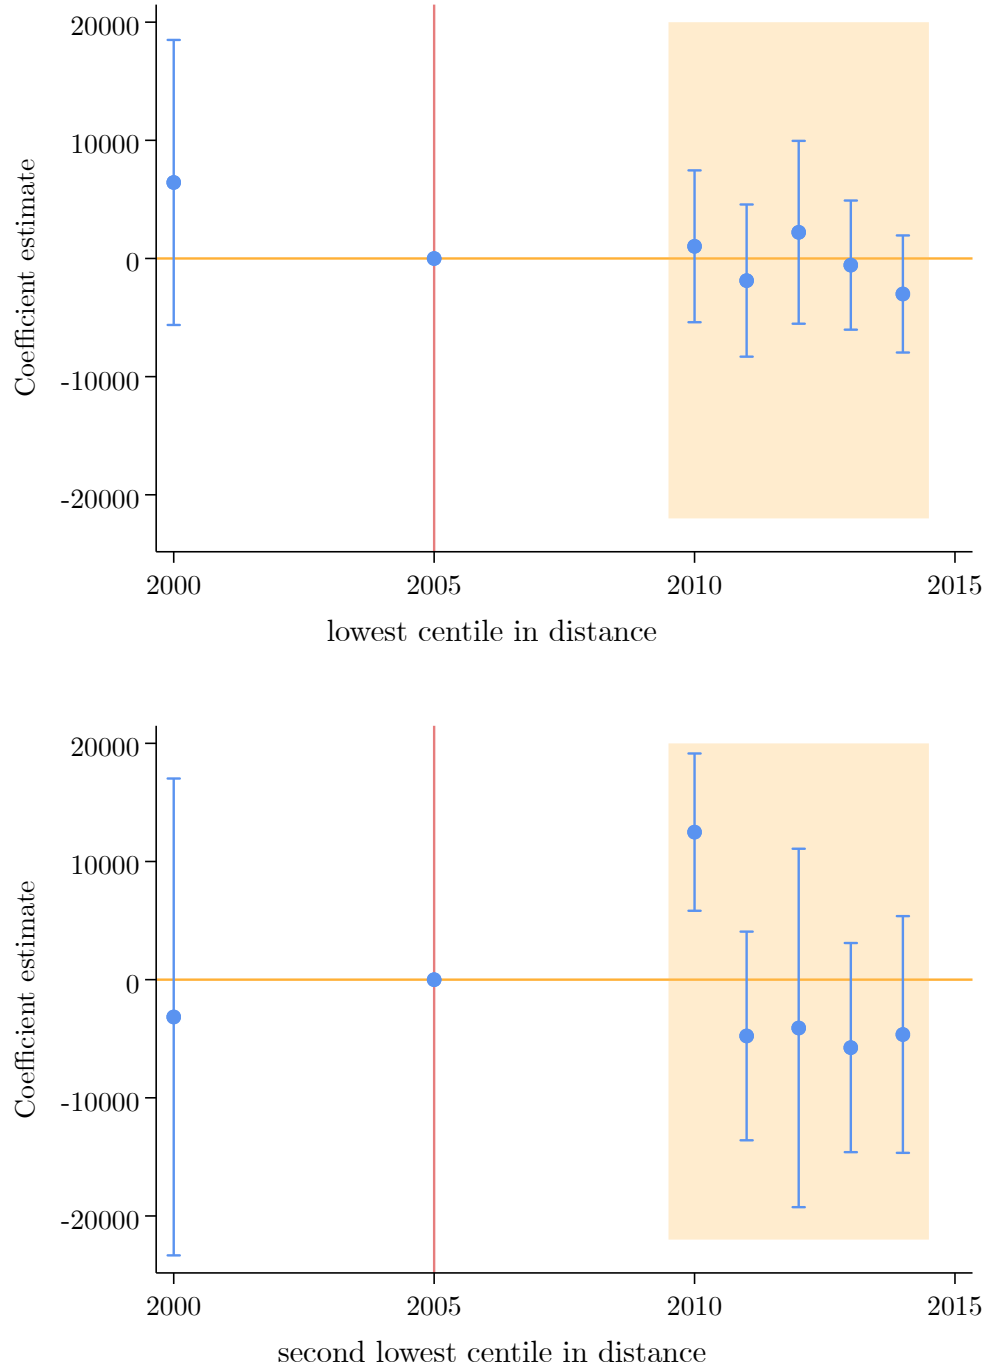 20000
10000
Coefficient estimate
0
-10000
-20000
2000 2005 2010 2015
lowest centile in distance
20000
10000
Coefficient estimate
0
-10000
-20000
2000 2005 2010 2015
second lowest centile in distance